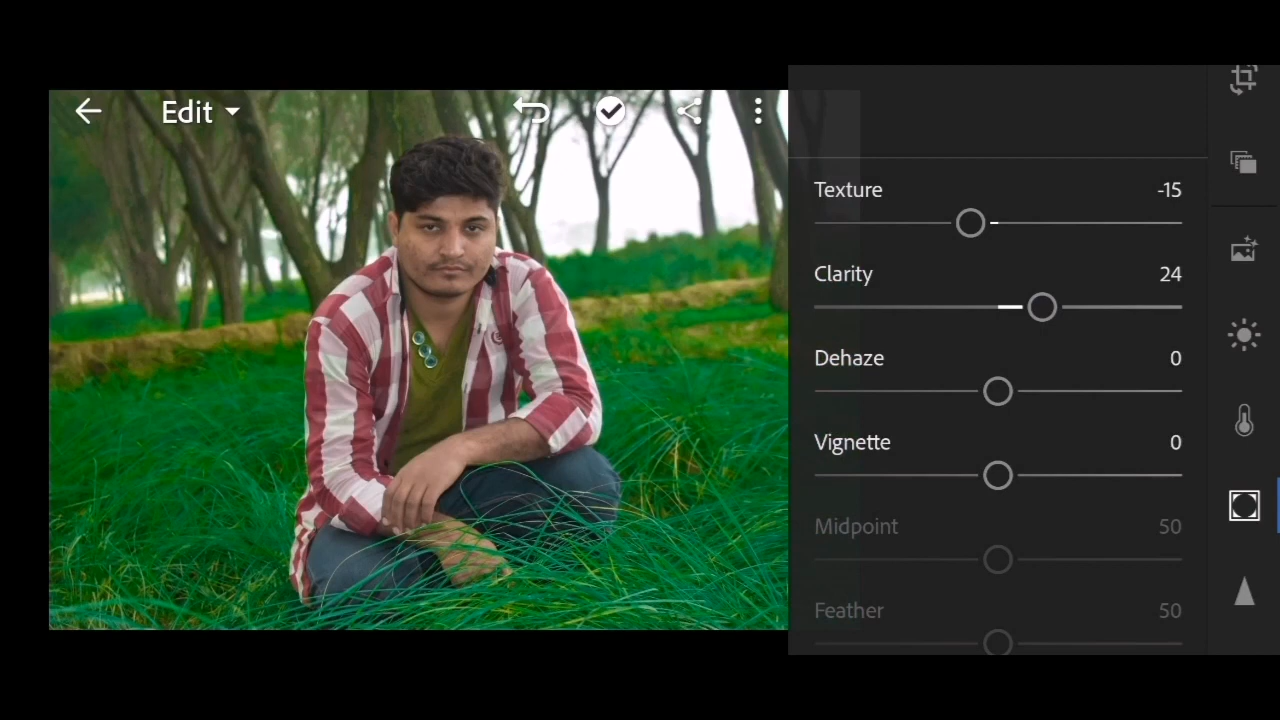 Edit
Texture -15
Clarity 24
Dehaze 0
Vignette 0
Midpoint 50
Feather 50